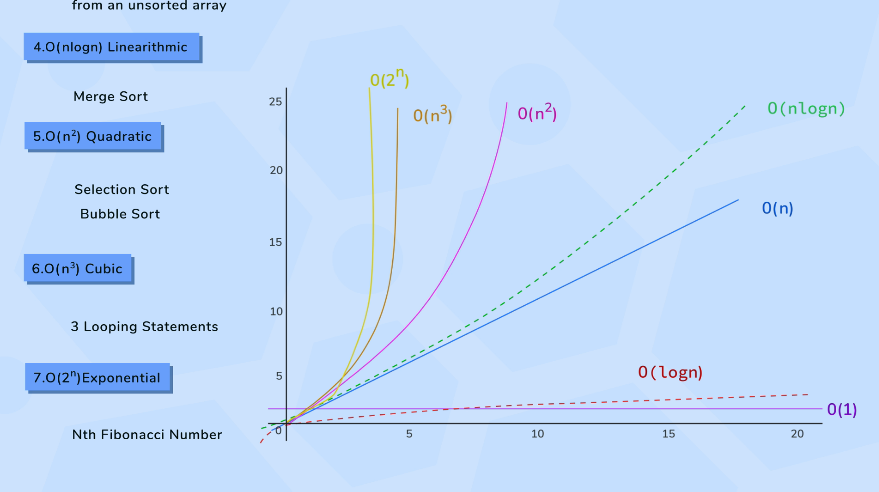 from an unsorted array
4.O(nlogn) Linearithmic
Merge Sort
5.O(n²) Quadratic
Selection Sort
Bubble Sort
6.O(n³) Cubic
3 Looping Statements
7.O(2ⁿ)Exponential
Nth Fibonacci Number
O(2ⁿ)
O(n³)
O(n²)
O(nlogn)
O(n)
O(logn)
O(1)
25
20
15
10
5
0
5 10 15 20